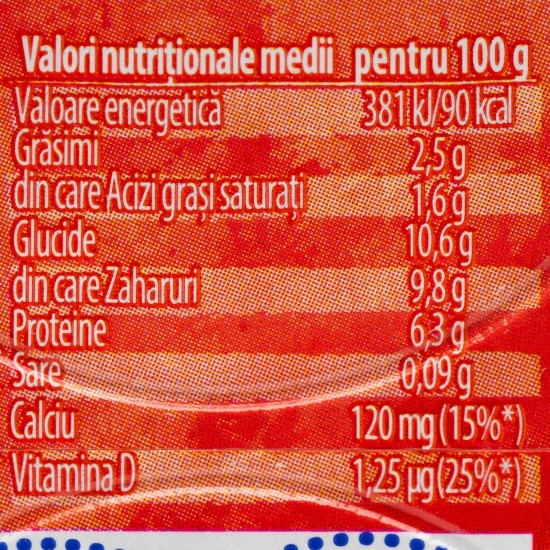 Valori nutriționale medii pentru 100 g
Valoare energetică 381 kJ/90 kcal
Grăsimi 2,5 g
din care Acizi grași saturați 1,6 g
Glucide 10,6 g
din care Zaharuri 9,8 g
Proteine 6,3 g
Sare 0,09 g
Calciu 120 mg (15%*)
Vitamina D 1,25 µg (25%*)